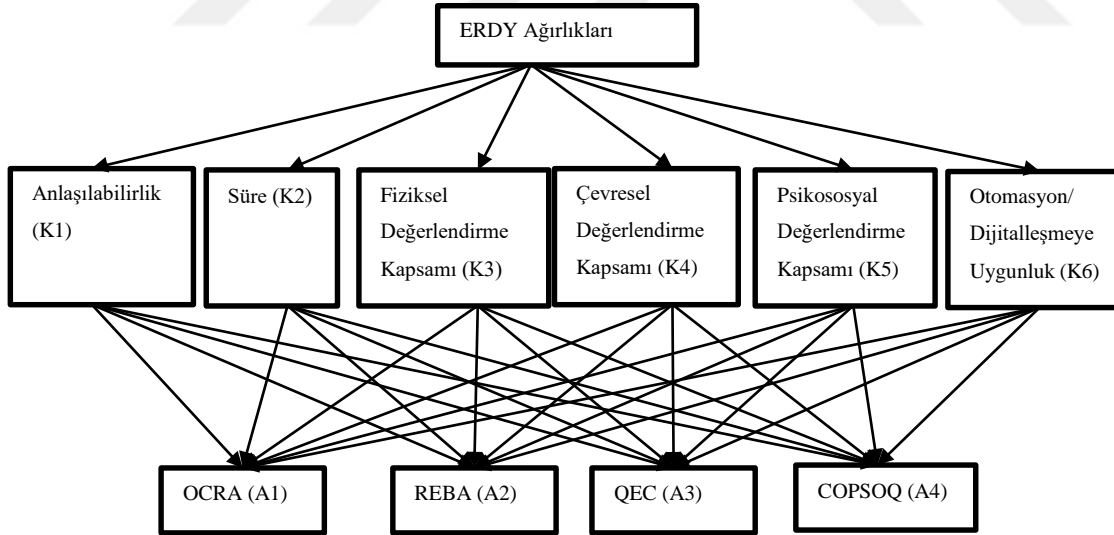 ERDY Ağırlıkları
Anlaşılabilirlik
(K1)
Süre (K2)
Fiziksel
Değerlendirme
Kapsamı (K3)
Çevresel
Değerlendirme
Kapsamı (K4)
Psikososyal
Değerlendirme
Kapsamı (K5)
Otomasyon/
Dijitalleşmeye
Uygunluk (K6)
OCRA (A1)
REBA (A2)
QEC (A3)
COPSOQ (A4)